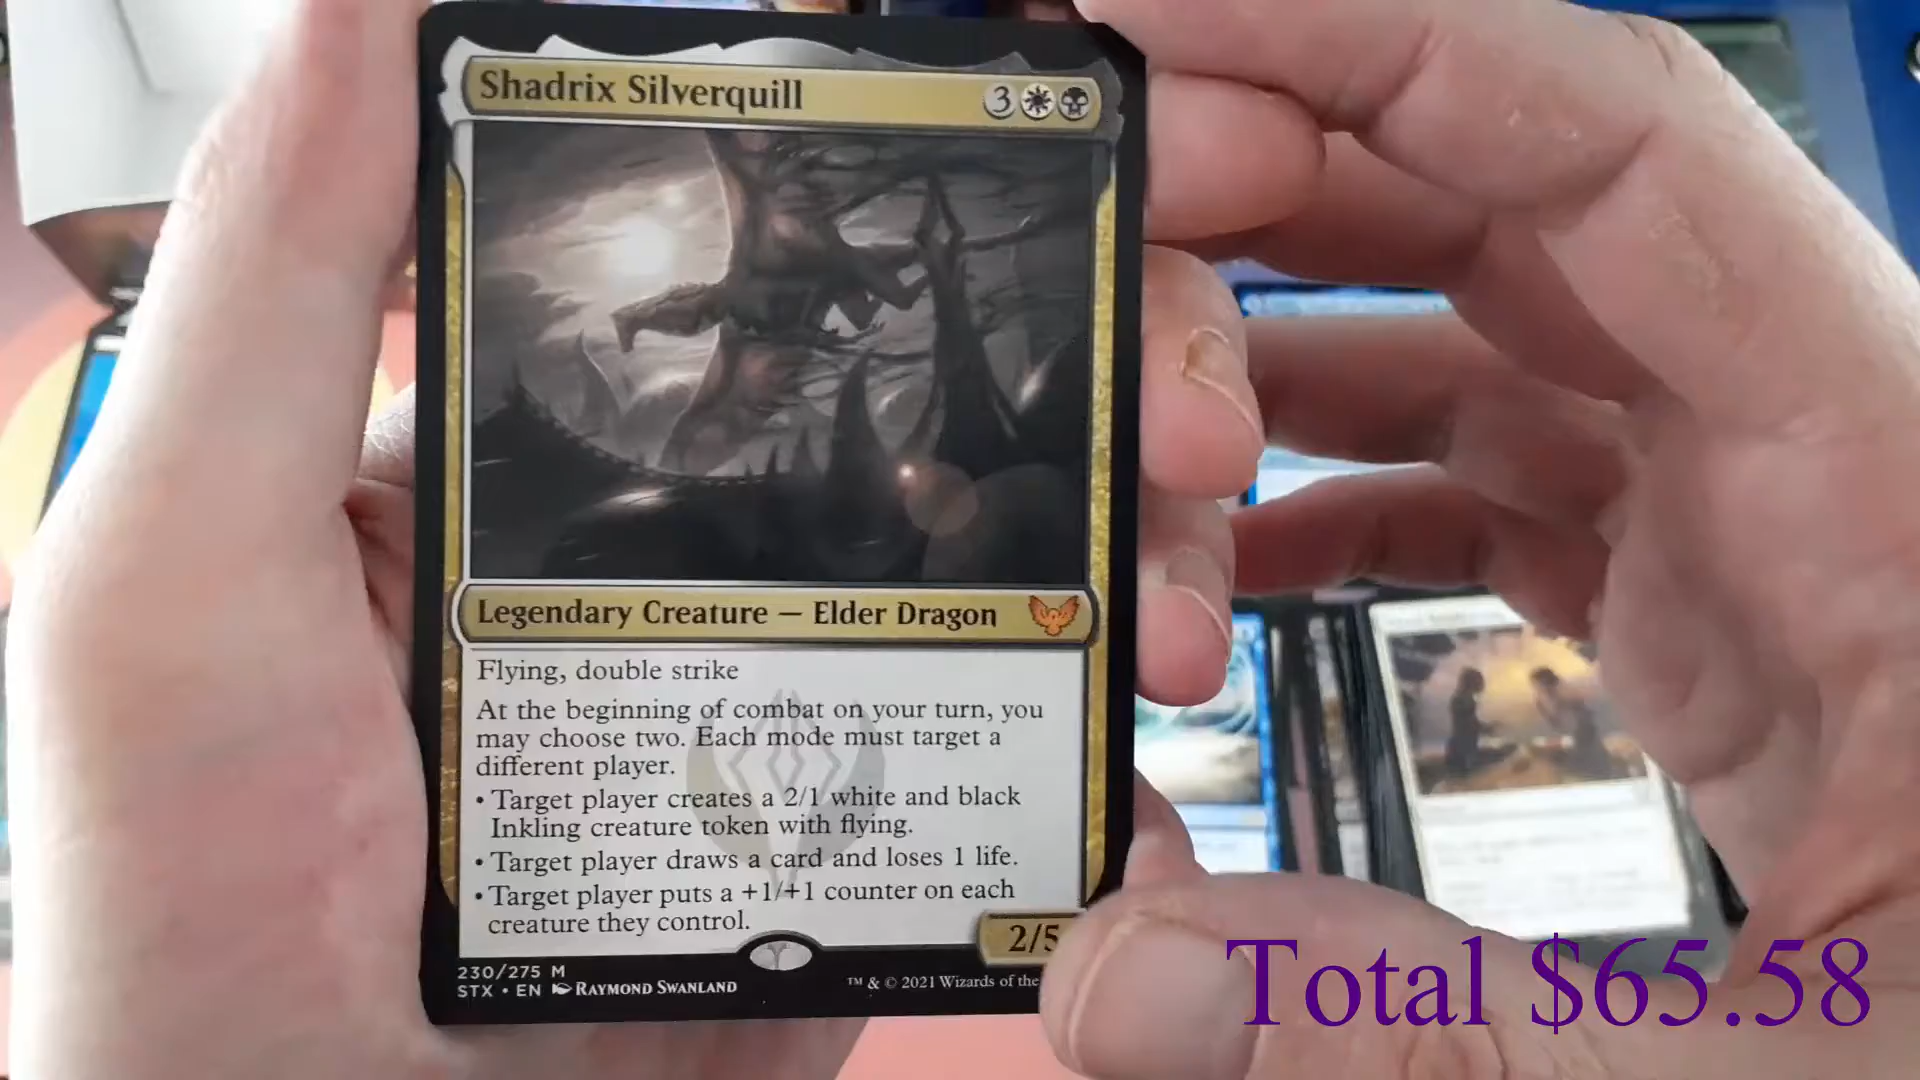 Shadrix Silverquill
3
Legendary Creature — Elder Dragon
Flying, double strike
At the beginning of combat on your turn, you
may choose two. Each mode must target a
different player.
• Target player creates a 2/1 white and black
Inkling creature token with flying.
• Target player draws a card and loses 1 life.
• Target player puts a +1/+1 counter on each
creature they control.
2/5
230/275 M
STX • EN RAYMOND SWANLAND
™ & © 2021 Wizards of the
Total $65.58